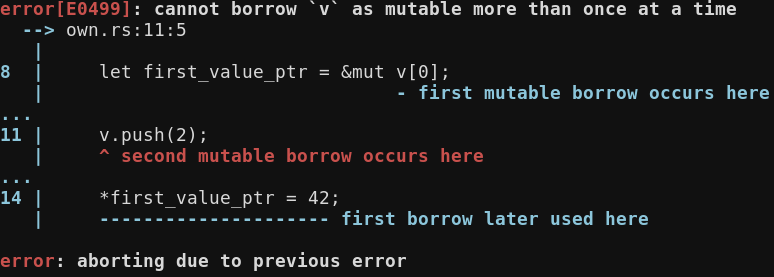 error[E0499]: cannot borrow `v` as mutable more than once at a time
  --> own.rs:11:5
   |
8  |     let first_value_ptr = &mut v[0];
   |                                - first mutable borrow occurs here
...
11 |     v.push(2);
   |     ^ second mutable borrow occurs here
...
14 |     *first_value_ptr = 42;
   |     --------------------- first borrow later used here

error: aborting due to previous error